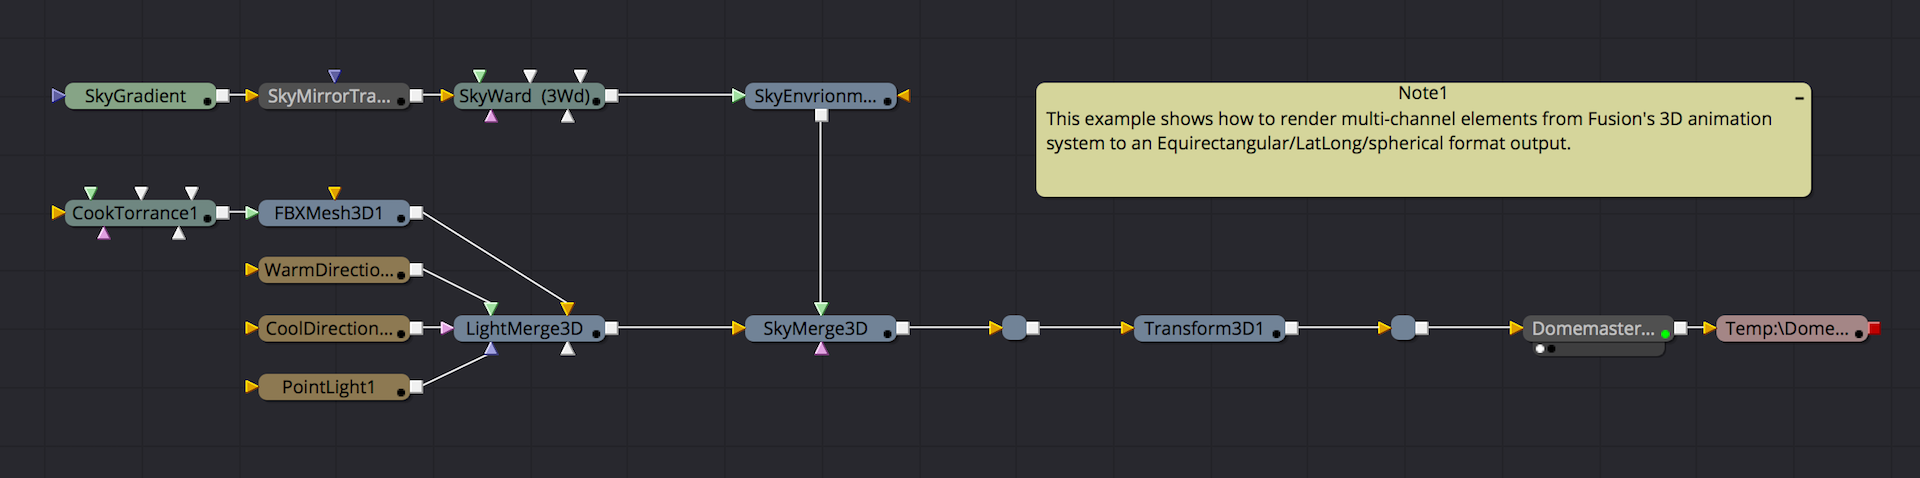 SkyGradient
SkyMirrorTra...
SkyWard (3Wd)
SkyEnvrionm...
Note1
This example shows how to render multi-channel elements from Fusion's 3D animation
system to an Equirectangular/LatLong/spherical format output.
CookTorrance1
FBXMesh3D1
WarmDirectio...
CoolDirection...
LightMerge3D
SkyMerge3D
Transform3D1
Domemaster...
Temp:\Dome...
PointLight1